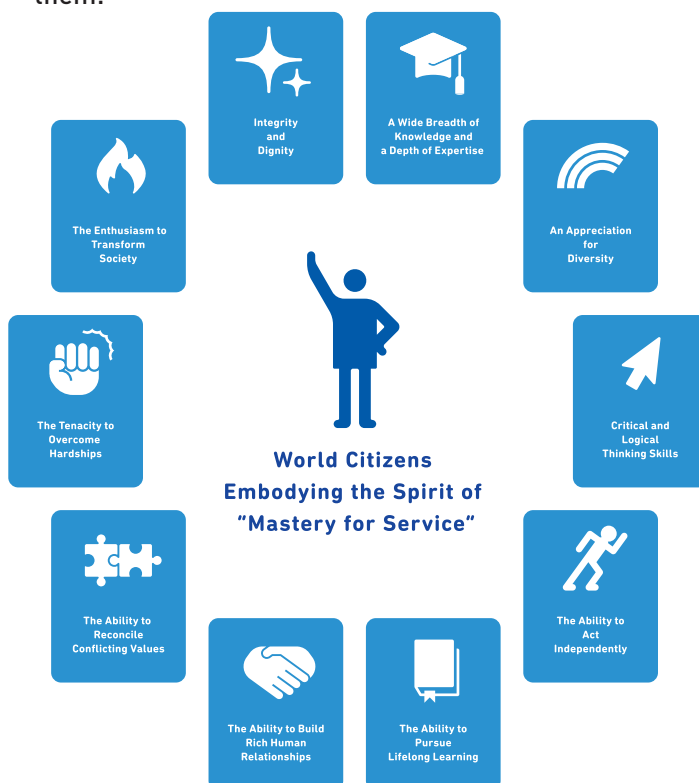 them.
Integrity
and
Dignity
A Wide Breadth of
Knowledge and
a Depth of Expertise
The Enthusiasm to
Transform
Society
An Appreciation
for
Diversity
The Tenacity to
Overcome
Hardships
Critical and
Logical
Thinking Skills
World Citizens
Embodying the Spirit of
"Mastery for Service"
The Ability to
Reconcile
Conflicting Values
The Ability to
Act
Independently
The Ability to Build
Rich Human
Relationships
The Ability to
Pursue
Lifelong Learning